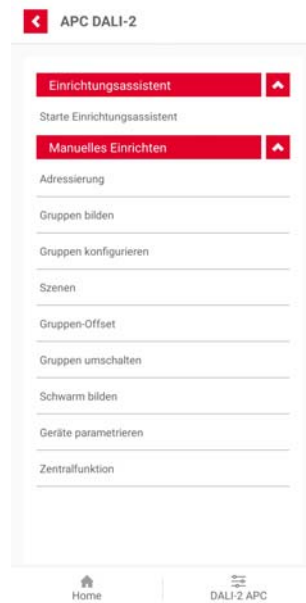 APC DALI-2
Einrichtungsassistent
Starte Einrichtungsassistent
Manuelles Einrichten
Adressierung
Gruppen bilden
Gruppen konfigurieren
Szenen
Gruppen-Offset
Gruppen umschalten
Schwarm bilden
Geräte parametrieren
Zentralfunktion
Home
DALI-2 APC